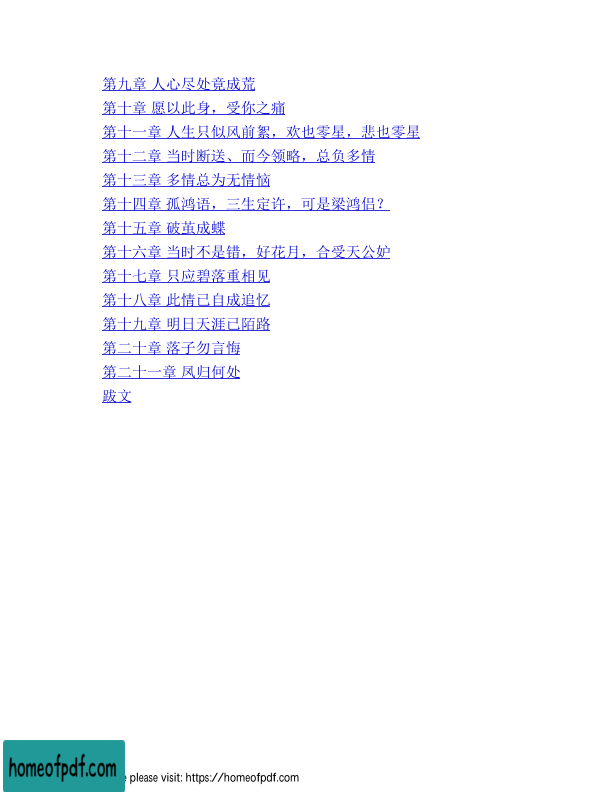 第九章 人心尽处竟成荒
第十章 愿以此身，受你之痛
第十一章 人生只似风前絮，欢也零星，悲也零星
第十二章 当时断送、而今领略，总负多情
第十三章 多情总为无情恼
第十四章 孤鸿语，三生定许，可是梁鸿侣？
第十五章 破茧成蝶
第十六章 当时不是错，好花月，合受天公妒
第十七章 只应碧落重相见
第十八章 此情已自成追忆
第十九章 明日天涯已陌路
第二十章 落子勿言悔
第二十一章 凤归何处
跋文
homeofpdf.com
e please visit: https://homeofpdf.com